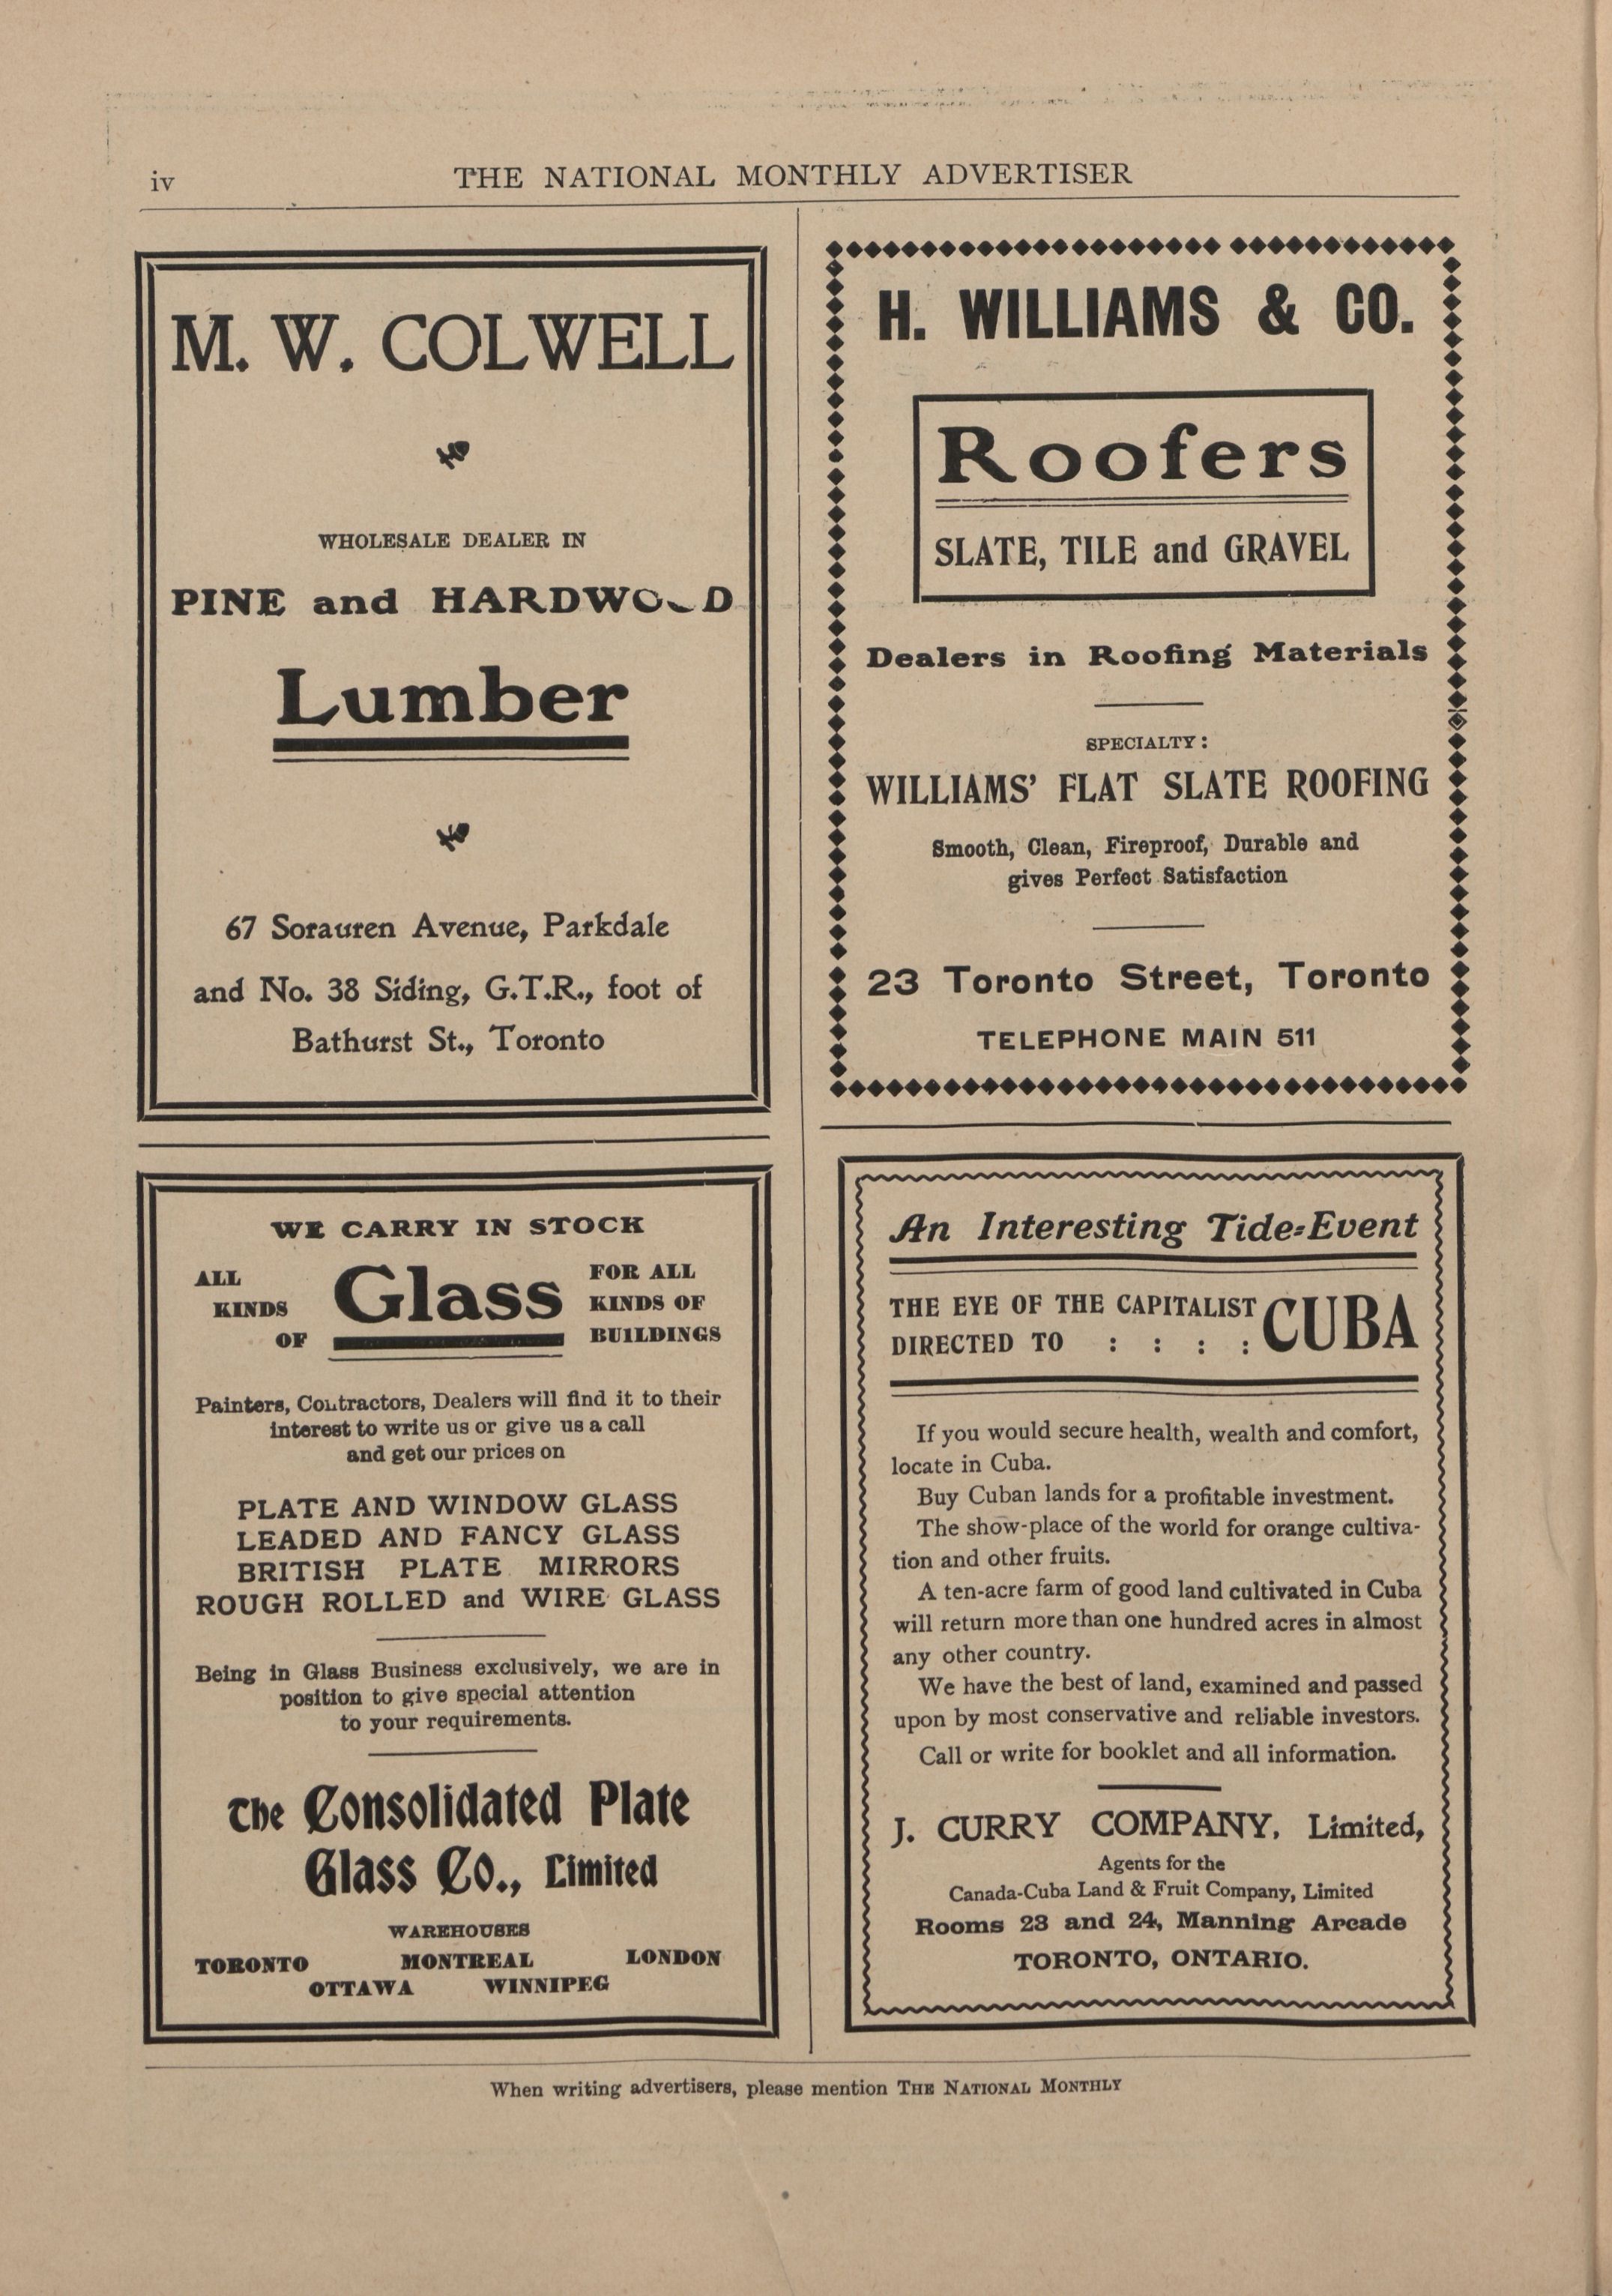 iv
THE NATIONAL MONTHLY ADVERTISER
M. W. COLWELL
WHOLESALE DEALER IN
PINE and HARDWOOD
Lumber
67 Sorauren Avenue, Parkdale
and No. 38 Siding, G.T.R., foot of
Bathurst St., Toronto
H. WILLIAMS & CO.
Roofers
SLATE, TILE and GRAVEL
Dealers in Roofing Materials
SPECIALTY:
WILLIAMS' FLAT SLATE ROOFING
Smooth, Clean, Fireproof, Durable and
gives Perfect Satisfaction
23 Toronto Street, Toronto
TELEPHONE MAIN 511
WE CARRY IN STOCK
ALL
KINDS
OF
Glass
FOR ALL
KINDS OF
BUILDINGS
Painters, Contractors, Dealers will find it to their
interest to write us or give us a call
and get our prices on
PLATE AND WINDOW GLASS
LEADED AND FANCY GLASS
BRITISH PLATE MIRRORS
ROUGH ROLLED and WIRE GLASS
Being in Glass Business exclusively, we are in
position to give special attention
to your requirements.
The Consolidated Plate
Glass Co., Limited
WAREHOUSES
TORONTO MONTREAL LONDON
OTTAWA WINNIPEG
An Interesting Tide-Event
THE EYE OF THE CAPITALIST
DIRECTED TO : : : :
CUBA
If you would secure health, wealth and comfort,
locate in Cuba.
Buy Cuban lands for a profitable investment.
The show-place of the world for orange cultiva-
tion and other fruits.
A ten-acre farm of good land cultivated in Cuba
will return more than one hundred acres in almost
any other country.
We have the best of land, examined and passed
upon by most conservative and reliable investors.
Call or write for booklet and all information.
J. CURRY COMPANY, Limited,
Agents for the
Canada-Cuba Land & Fruit Company, Limited
Rooms 23 and 24, Manning Arcade
TORONTO, ONTARIO.
When writing advertisers, please mention THE NATIONAL MONTHLY